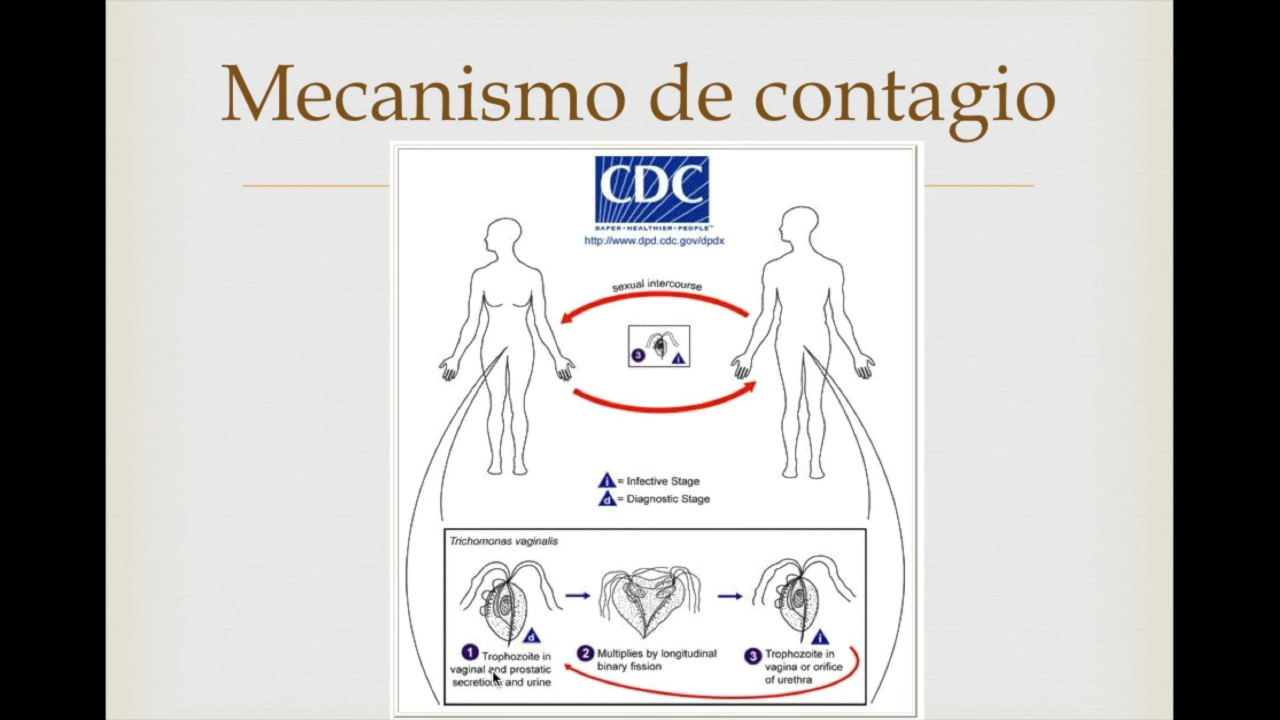 Mecanismo de contagio
CDC
SAFER • HEALTHIER • PEOPLE™
http://www.dpd.cdc.gov/dpdx
sexual intercourse
3 i
i = Infective Stage
d = Diagnostic Stage
Trichomonas vaginalis
d
1 Trophozoite in
vaginal and prostatic
secretions and urine
2 Multiplies by longitudinal
binary fission
i
3 Trophozoite in
vagina or orifice
of urethra